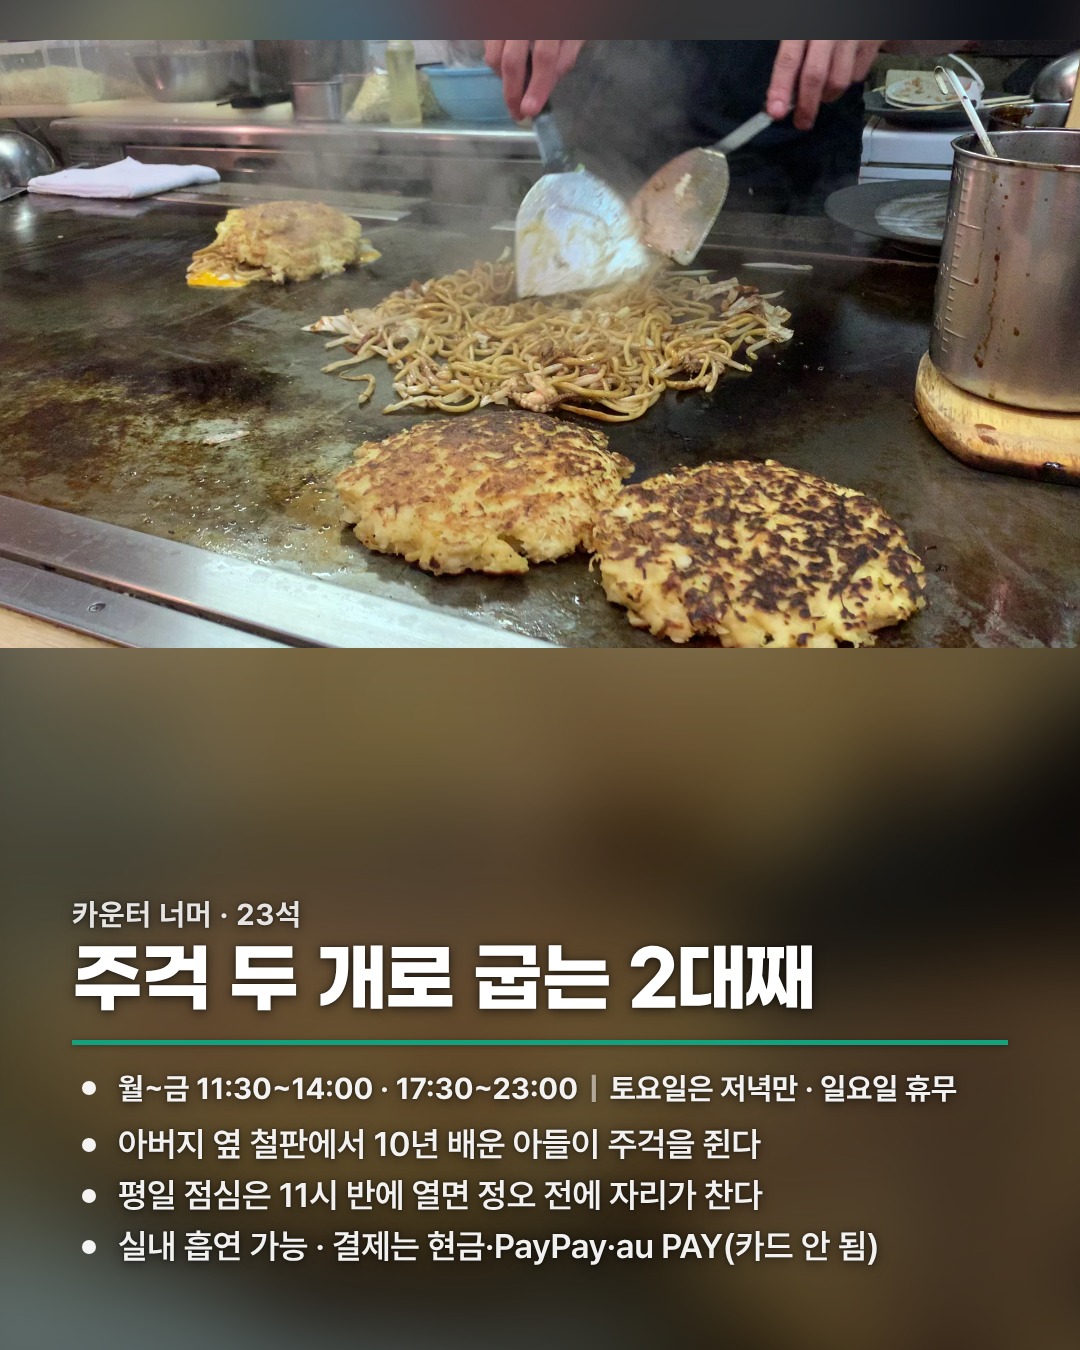 카운터 너머 · 23석
주걱 두 개로 굽는 2대째
월~금 11:30~14:00 · 17:30~23:00 | 토요일은 저녁만 · 일요일 휴무
아버지 옆 철판에서 10년 배운 아들이 주걱을 쥔다
평일 점심은 11시 반에 열면 정오 전에 자리가 찬다
실내 흡연 가능 · 결제는 현금·PayPay·au PAY(카드 안 됨)